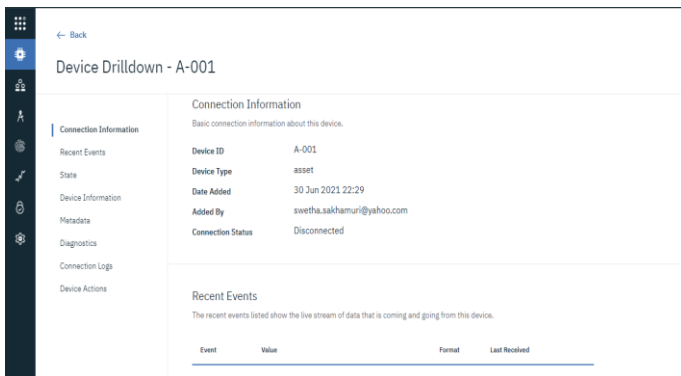 ← Back
Device Drilldown - A-001
Connection Information
Recent Events
State
Device Information
Metadata
Diagnostics
Connection Logs
Device Actions
Connection Information
Basic connection information about this device.
Device ID A-001
Device Type asset
Date Added 30 Jun 2021 22:29
Added By swetha.sakhamuri@yahoo.com
Connection Status Disconnected
Recent Events
The recent events listed show the live stream of data that is coming and going from this device.
Event Value Format Last Received